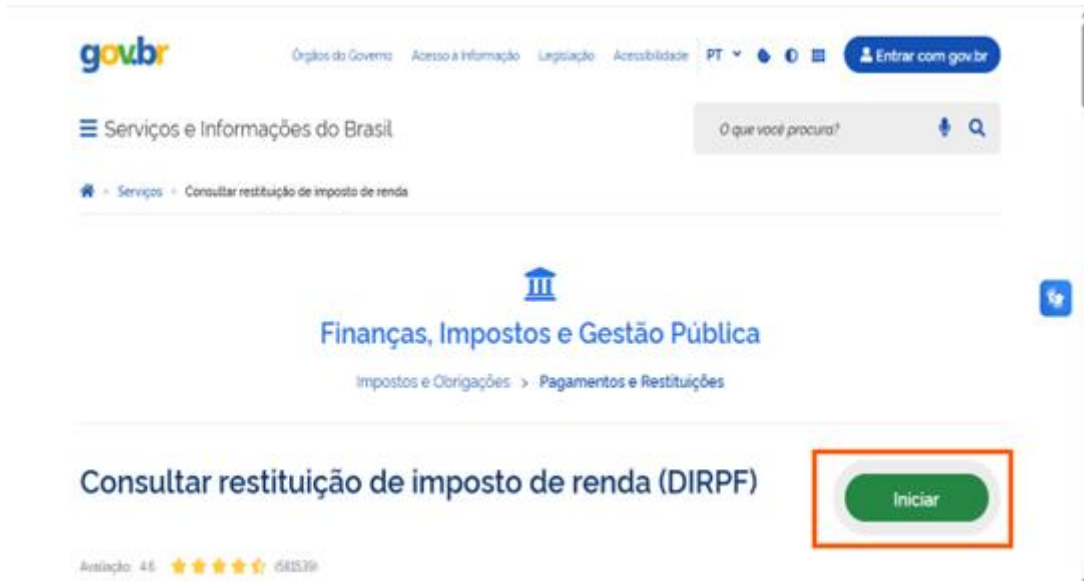 gov.br
Órgãos do Governo Acesso à Informação Legislação Acessibilidade PT Entrar com gov.br
Serviços e Informações do Brasil
O que você procura?
Serviços Consultar restituição de imposto de renda
Finanças, Impostos e Gestão Pública
Impostos e Obrigações > Pagamentos e Restituições
Consultar restituição de imposto de renda (DIRPF)
Iniciar
Avaliação: 4.6